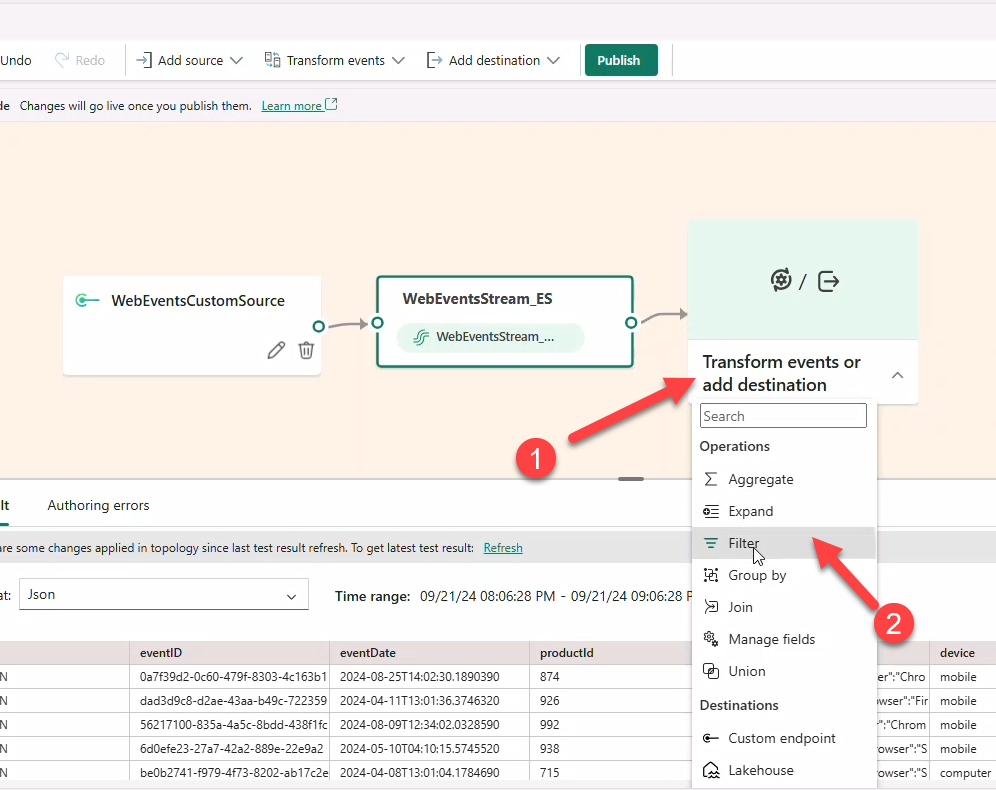 Undo Redo Add source Transform events Add destination Publish
de Changes will go live once you publish them. Learn more
WebEventsCustomSource
WebEventsStream_ES
WebEventsStream_...
/
Transform events or
add destination
1
Search
Operations
Aggregate
Expand
Filter
Group by
Join
Manage fields
Union
Destinations
Custom endpoint
Lakehouse
2
lt Authoring errors
are some changes applied in topology since last test result refresh. To get latest test result: Refresh
at: Json Time range: 09/21/24 08:06:28 PM - 09/21/24 09:06:28 P
eventID eventDate productId device
N 0a7f39d2-0c60-479f-8303-4c163b1 2024-08-25T14:02:30.1890390 874 er":"Chro mobile
N dad3d9c8-d2ae-43aa-b49c-722359 2024-04-11T13:01:36.3746320 926 owser":"Fir mobile
N 56217100-835a-4a5c-8bdd-438f1fc 2024-08-09T12:34:02.0328590 992 ":"Chrom mobile
N 6d0efe23-27a7-42a2-889e-22e9a2 2024-05-10T04:10:15.5745520 938 owser":"S mobile
N be0b2741-f979-4f73-8202-ab17c2e 2024-04-08T13:01:04.1784690 715 owser":"S computer